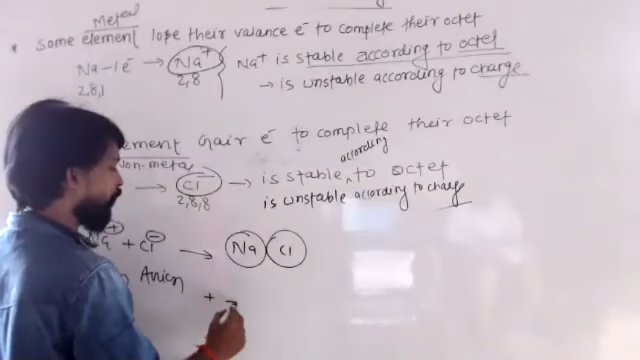 Metal
* Some element lose their valance e⁻ to complete their octet
Na-1e⁻ → Na⁺ Na⁺ is stable according to octet
2,8,1 2,8 → is unstable according to charge
ement Gain e⁻ to complete their octet
on-metal according
→ Cl⁻ → is stable ^ to octet
2,8,8 is unstable according to charge
Na⁺ + Cl⁻ → Na Cl
Anion
+ -